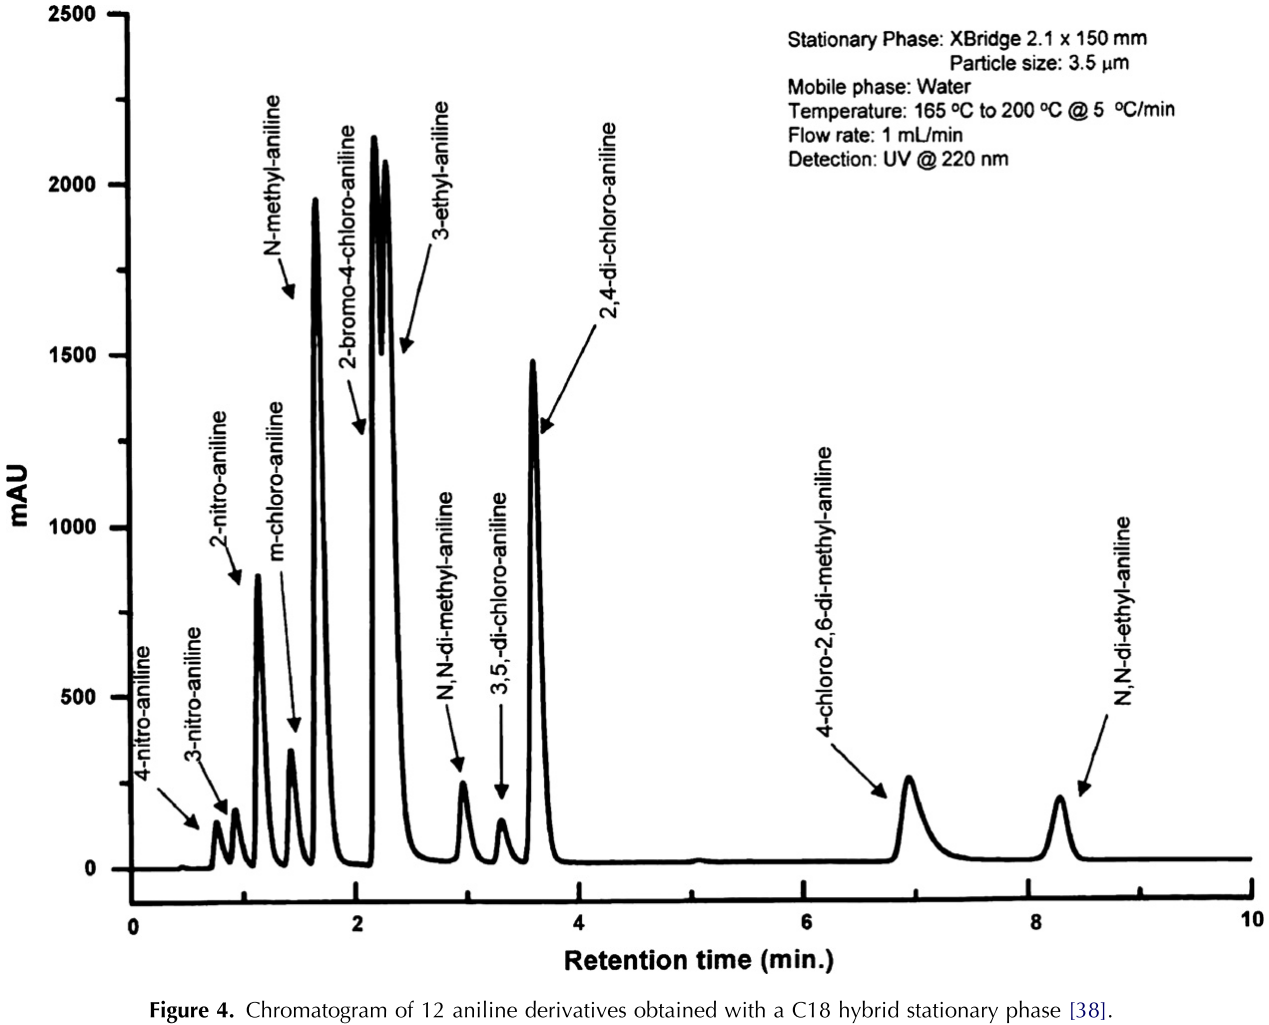 2500
2000
1500
1000
500
0
mAU
Stationary Phase: XBridge 2.1 x 150 mm
Particle size: 3.5 µm
Mobile phase: Water
Temperature: 165 ºC to 200 ºC @ 5 ºC/min
Flow rate: 1 mL/min
Detection: UV @ 220 nm
4-nitro-aniline
3-nitro-aniline
2-nitro-aniline
m-chloro-aniline
N-methyl-aniline
2-bromo-4-chloro-aniline
3-ethyl-aniline
N,N-di-methyl-aniline
3,5,-di-chloro-aniline
2,4-di-chloro-aniline
4-chloro-2,6-di-methyl-aniline
N,N-di-ethyl-aniline
0 2 4 6 8 10
Retention time (min.)
Figure 4. Chromatogram of 12 aniline derivatives obtained with a C18 hybrid stationary phase [38].